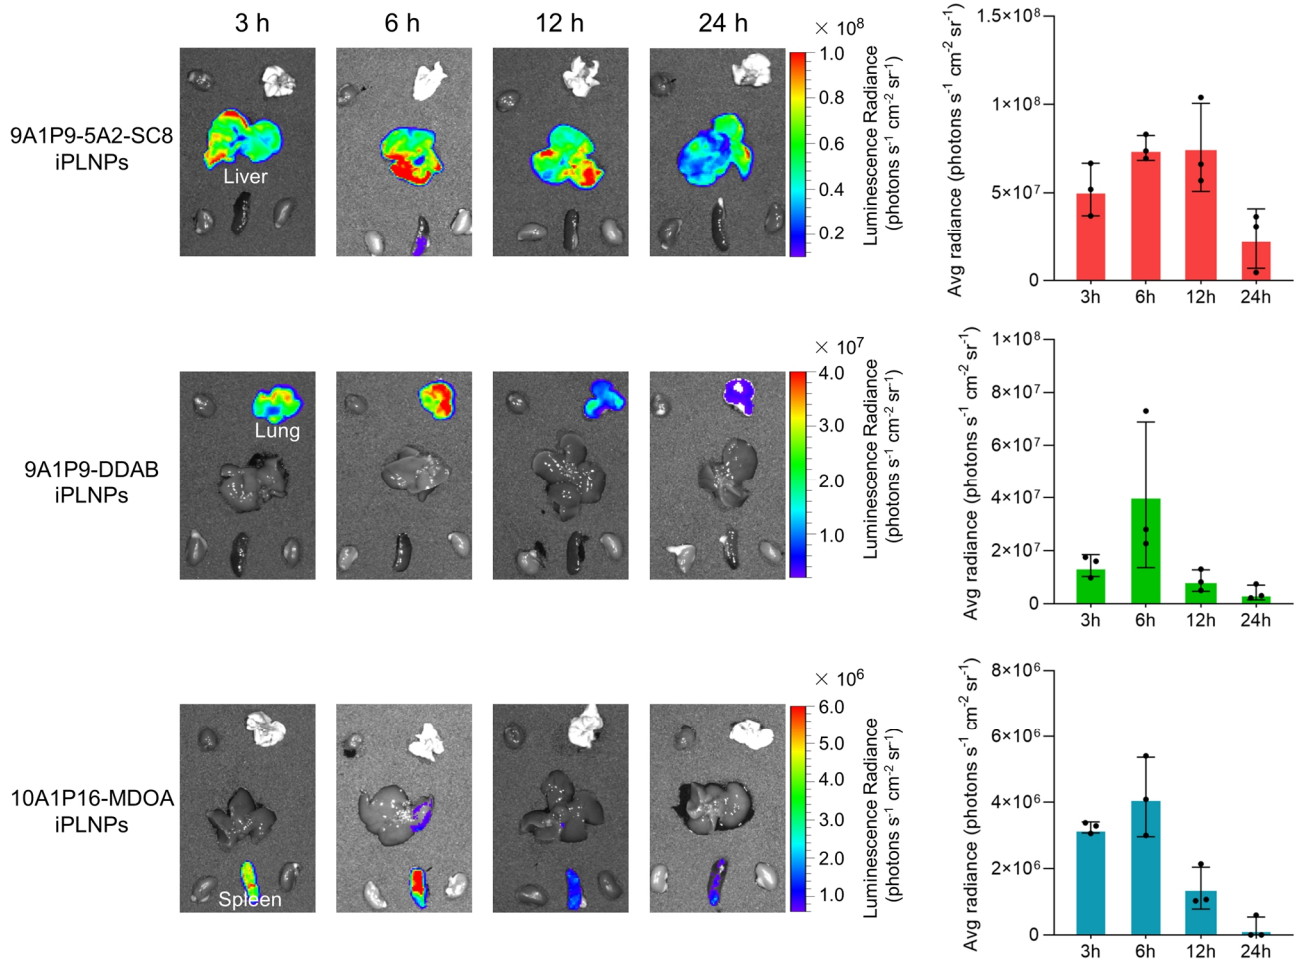 3 h
6 h
12 h
24 h
9A1P9-5A2-SC8
iPLNPs
Liver
× 10⁸
1.0
0.8
0.6
0.4
0.2
Luminescence Radiance
(photons s⁻¹ cm⁻² sr⁻¹)
Avg radiance (photons s⁻¹ cm⁻² sr⁻¹)
1.5×10⁸
1×10⁸
5×10⁷
0
3h
6h
12h
24h
9A1P9-DDAB
iPLNPs
Lung
× 10⁷
4.0
3.0
2.0
1.0
Luminescence Radiance
(photons s⁻¹ cm⁻² sr⁻¹)
Avg radiance (photons s⁻¹ cm⁻² sr⁻¹)
1×10⁸
8×10⁷
6×10⁷
4×10⁷
2×10⁷
0
3h
6h
12h
24h
10A1P16-MDOA
iPLNPs
Spleen
× 10⁶
6.0
5.0
4.0
3.0
2.0
1.0
Luminescence Radiance
(photons s⁻¹ cm⁻² sr⁻¹)
Avg radiance (photons s⁻¹ cm⁻² sr⁻¹)
8×10⁶
6×10⁶
4×10⁶
2×10⁶
0
3h
6h
12h
24h